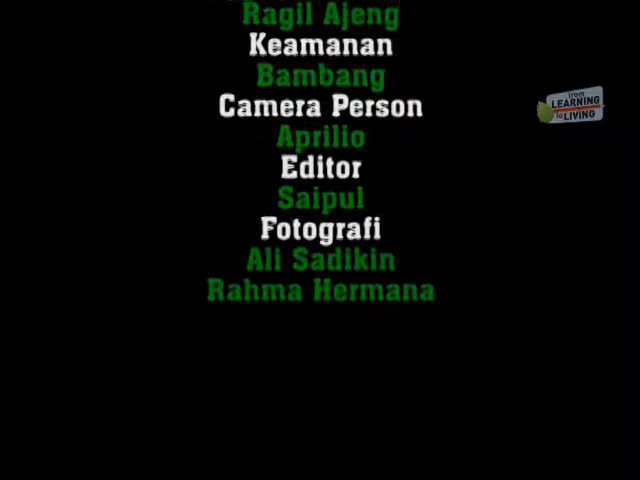 Ragil Ajeng
Keamanan
Bambang
Camera Person
Aprilio
Editor
Saipul
Fotografi
Ali Sadikin
Rahma Hermana
from
LEARNING
to LIVING